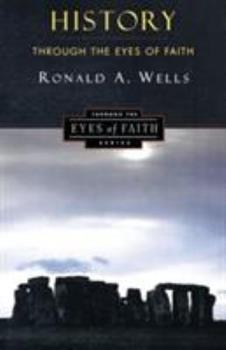 HISTORY
THROUGH THE EYES OF FAITH
RONALD A. WELLS
THROUGH THE
EYES of FAITH
SERIES